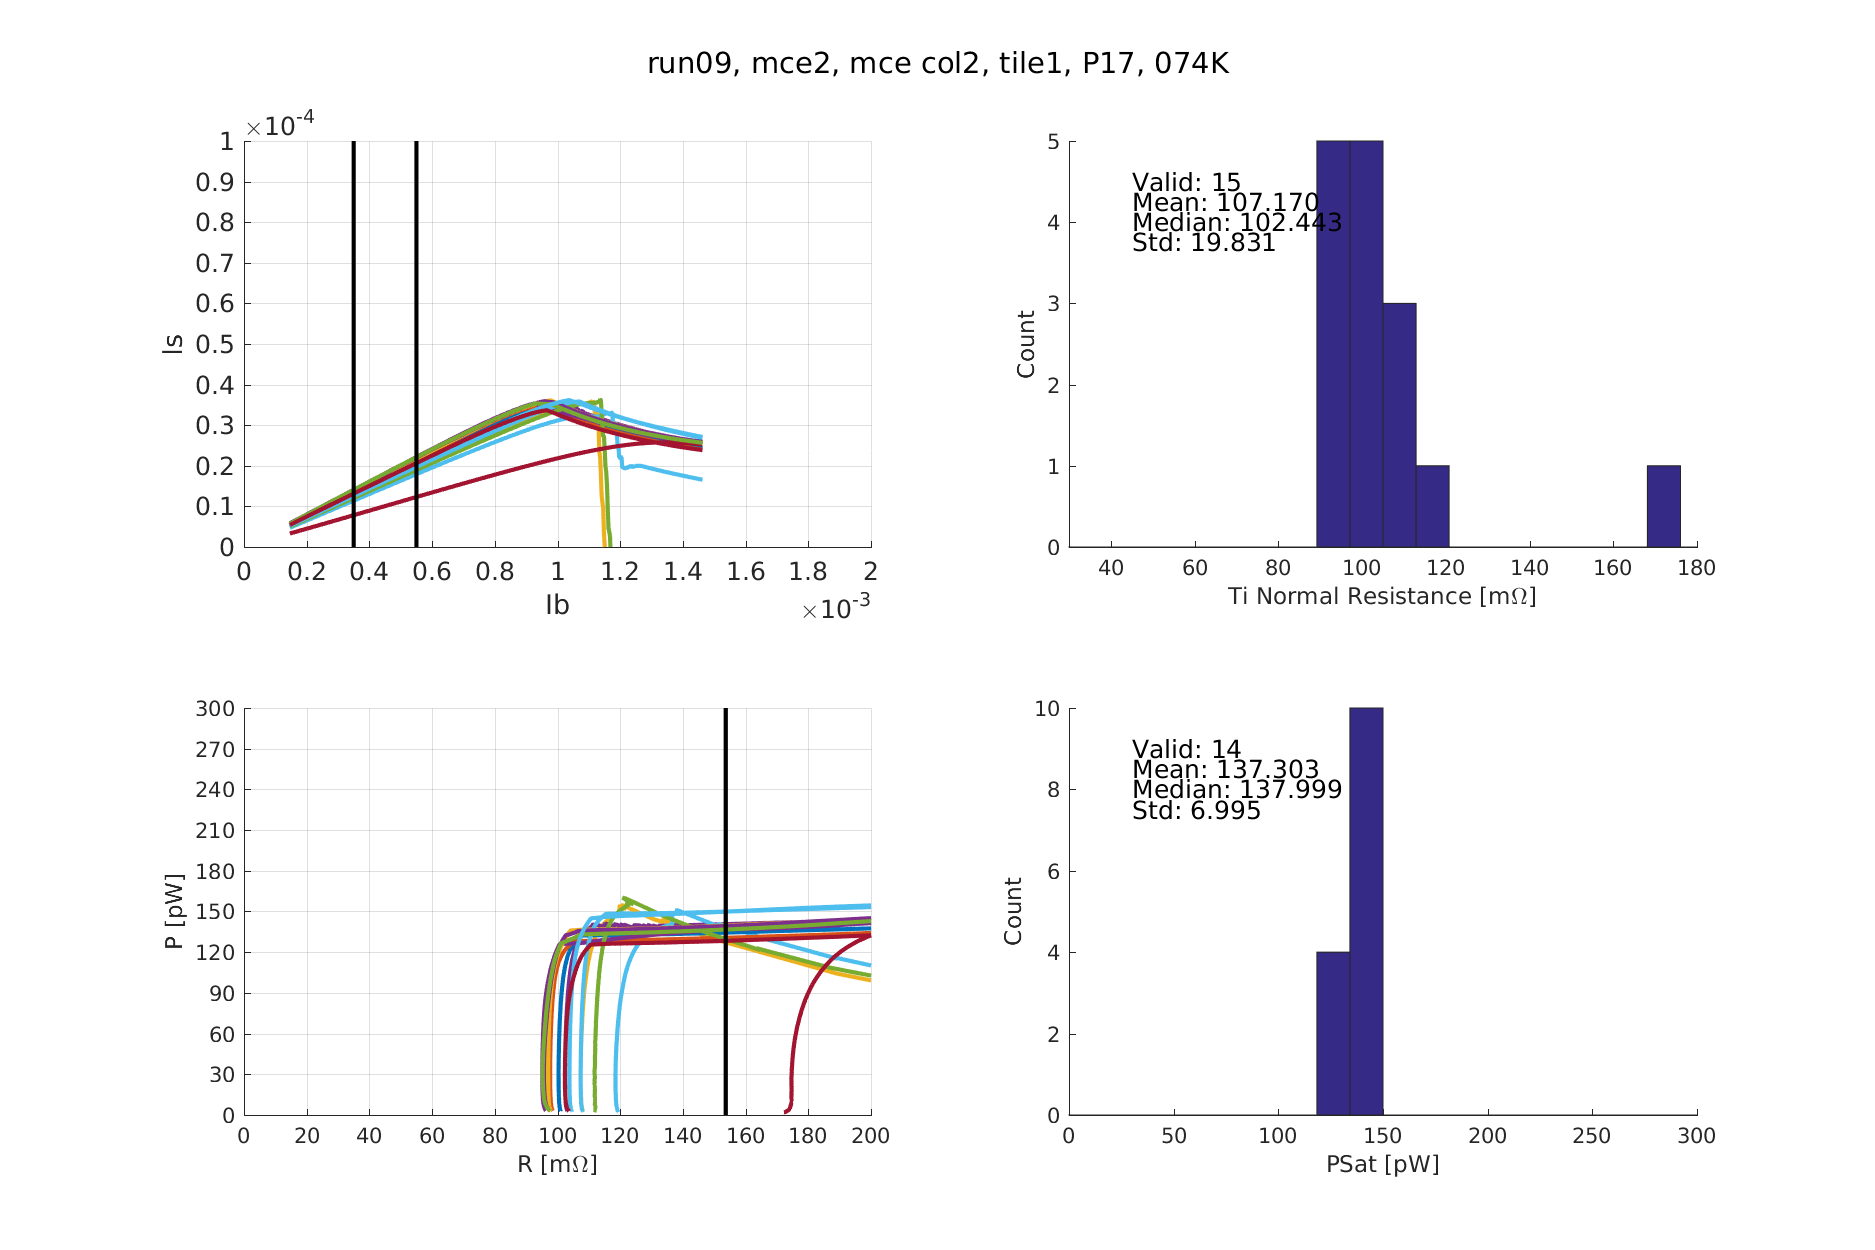 run09, mce2, mce col2, tile1, P17, 074K
×10-4
1
0.9
0.8
0.7
0.6
0.5
0.4
0.3
0.2
0.1
0
Is
0 0.2 0.4 0.6 0.8 1 1.2 1.4 1.6 1.8 2
Ib
×10-3
5
4
3
2
1
0
Count
Valid: 15
Mean: 107.170
Median: 102.443
Std: 19.831
40 60 80 100 120 140 160 180
Ti Normal Resistance [mΩ]
300
270
240
210
180
150
120
90
60
30
0
P [pW]
0 20 40 60 80 100 120 140 160 180 200
R [mΩ]
10
8
6
4
2
0
Count
Valid: 14
Mean: 137.303
Median: 137.999
Std: 6.995
0 50 100 150 200 250 300
PSat [pW]